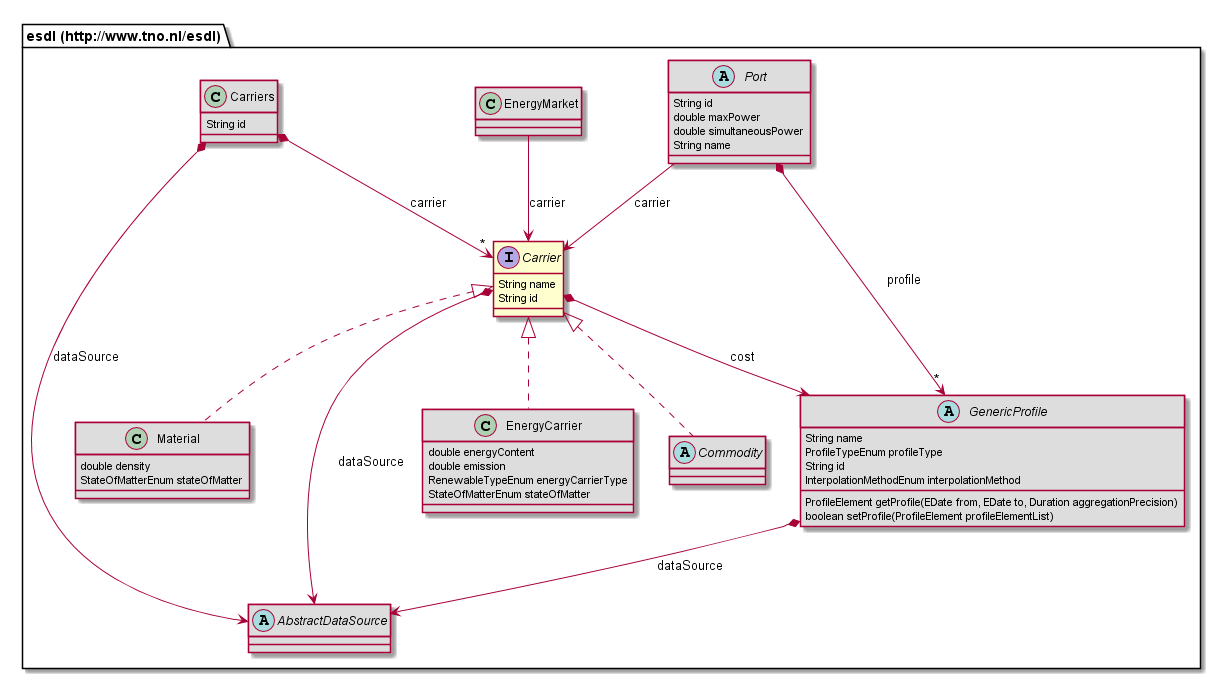 esdl (http://www.tno.nl/esdl)
C Carriers
String id
C EnergyMarket
A Port
String id
double maxPower
double simultaneousPower
String name
carrier
carrier
carrier
*
I Carrier
String name
String id
profile
dataSource
cost
*
C Material
double density
StateOfMatterEnum stateOfMatter
C EnergyCarrier
double energyContent
double emission
RenewableTypeEnum energyCarrierType
StateOfMatterEnum stateOfMatter
A Commodity
A GenericProfile
String name
ProfileTypeEnum profileType
String id
InterpolationMethodEnum interpolationMethod
ProfileElement getProfile(EDate from, EDate to, Duration aggregationPrecision)
boolean setProfile(ProfileElement profileElementList)
dataSource
dataSource
A AbstractDataSource